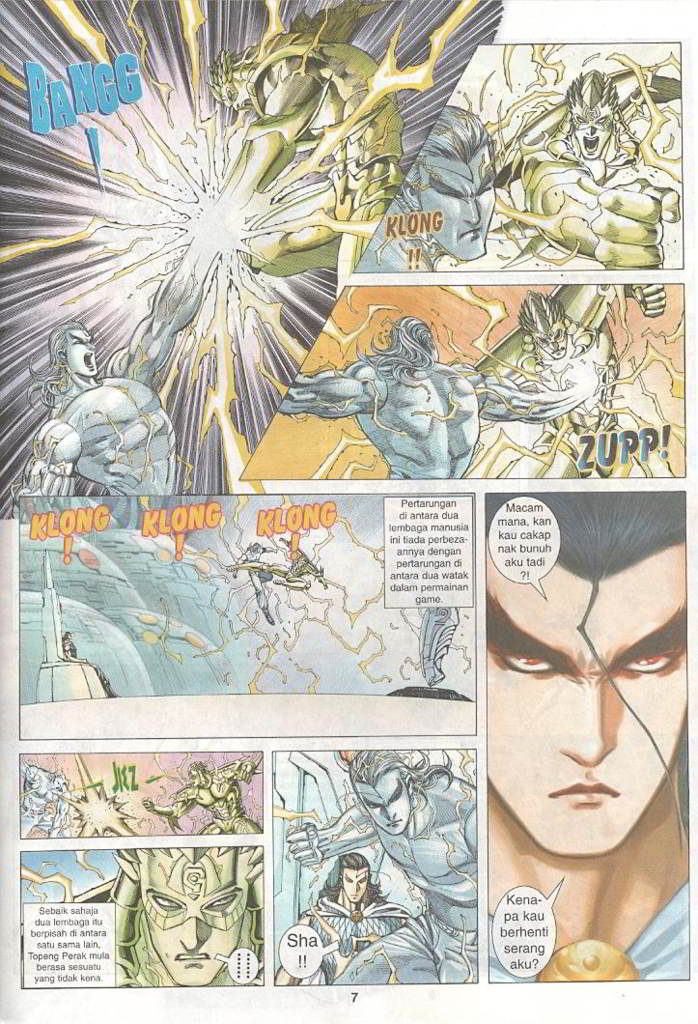 BANGG
!
KLONG
!!
ZUPP!
KLONG
!
KLONG
!
KLONG
!
Pertarungan
di antara dua
lembaga manusia
ini tiada perbeza-
annya dengan
pertarungan di
antara dua watak
dalam permainan
game.
Macam
mana, kan
kau cakap
nak bunuh
aku tadi
?!
Kena-
pa kau
berhenti
serang
aku?
Sebaik sahaja
dua lembaga itu
berpisah di antara
satu sama lain,
Topeng Perak mula
berasa sesuatu
yang tidak kena.
Sha
!!
7